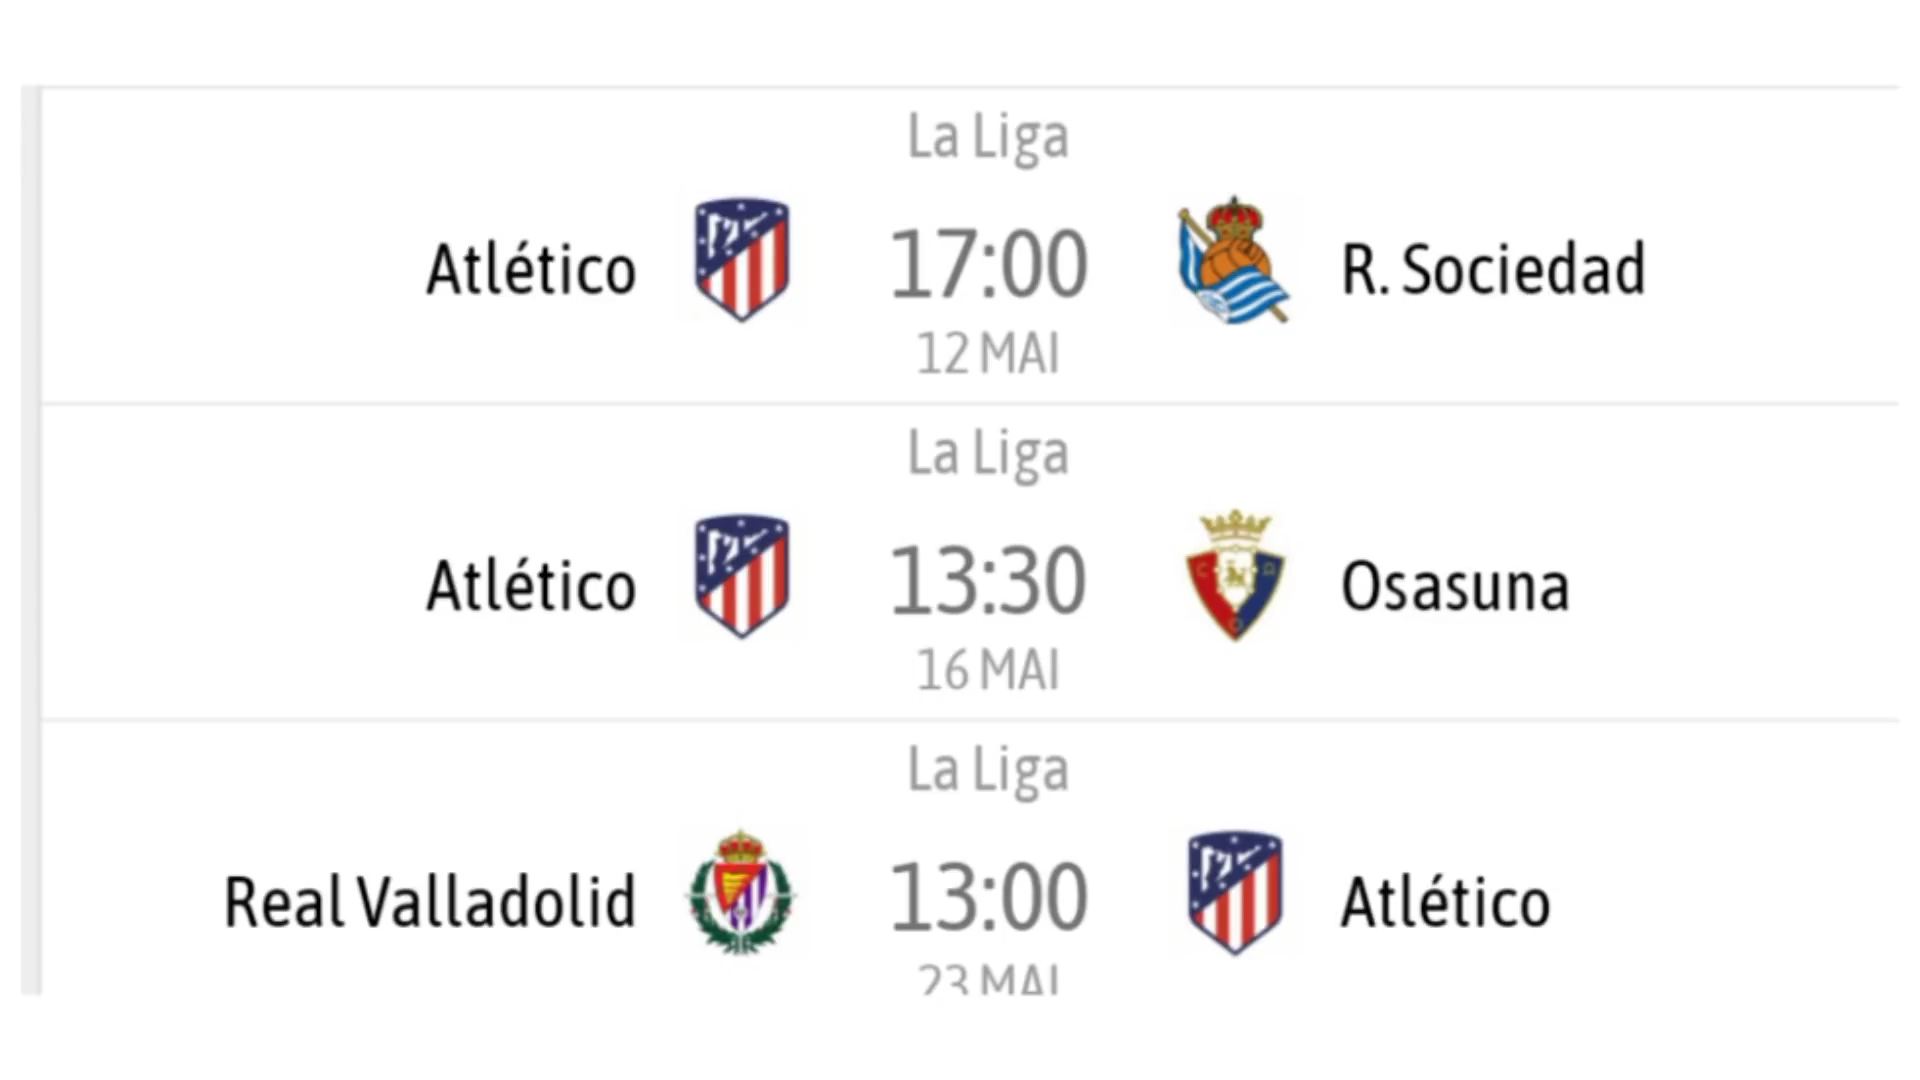 La Liga
Atlético 17:00 R. Sociedad
12 MAI
La Liga
Atlético 13:30 Osasuna
16 MAI
La Liga
Real Valladolid 13:00 Atlético
23 MAI